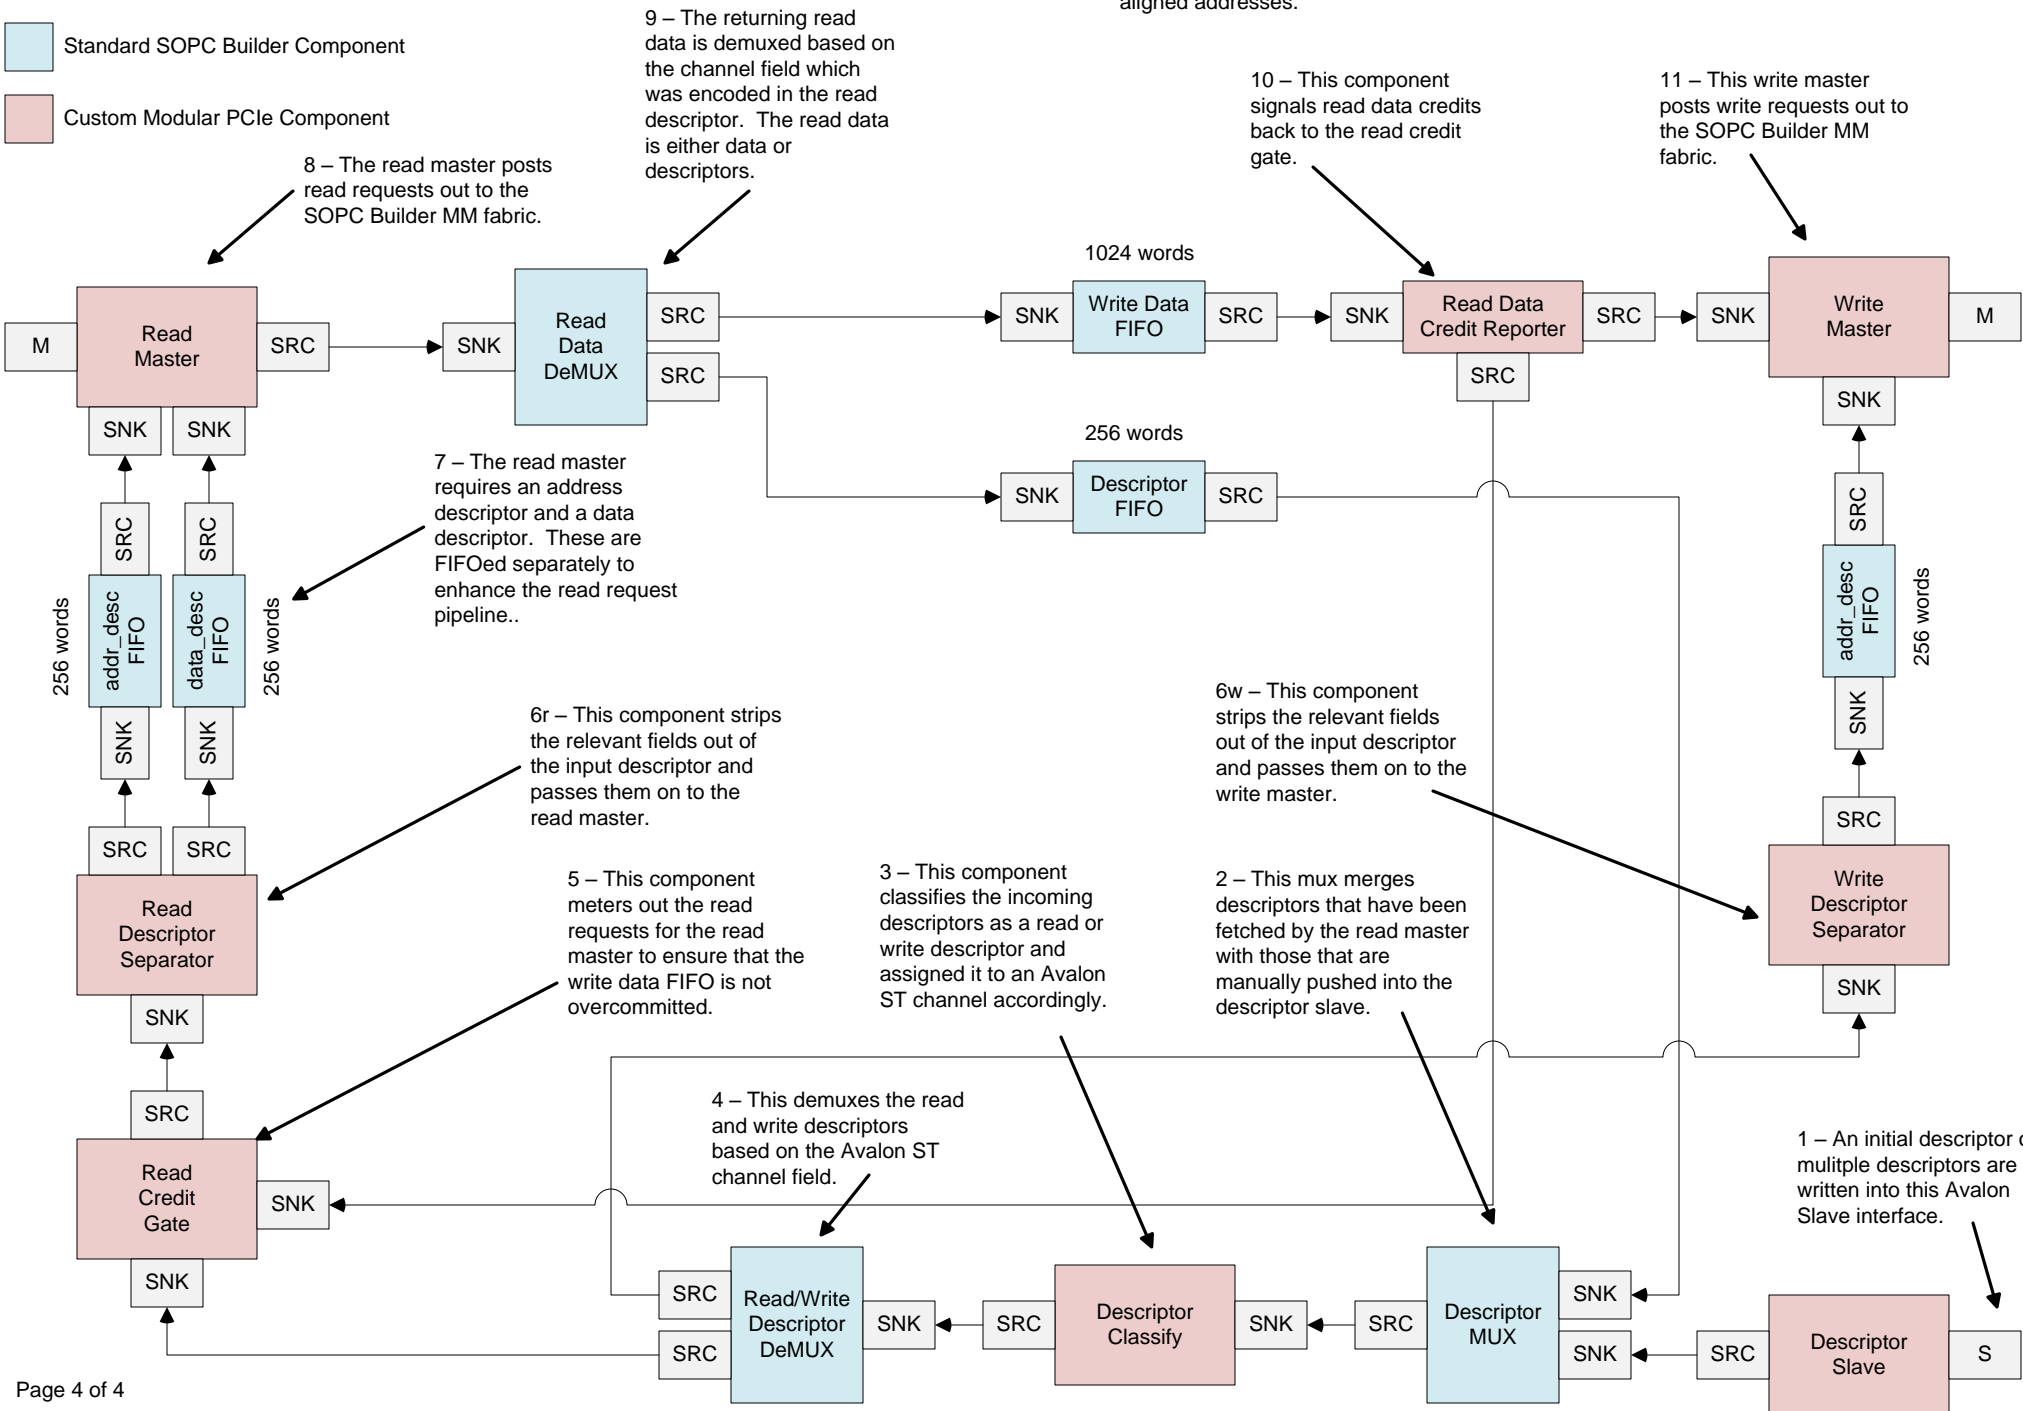 aligned addresses.
Standard SOPC Builder Component
Custom Modular PCIe Component
9 – The returning read
data is demuxed based on
the channel field which
was encoded in the read
descriptor.  The read data
is either data or
descriptors.
10 – This component
signals read data credits
back to the read credit
gate.
11 – This write master
posts write requests out to
the SOPC Builder MM
fabric.
8 – The read master posts
read requests out to the
SOPC Builder MM fabric.
M
Read
Master
SRC
SNK
SNK
SNK
Read
Data
DeMUX
SRC
SRC
1024 words
SNK
Write Data
FIFO
SRC
SNK
Read Data
Credit Reporter
SRC
SRC
SNK
Write
Master
M
SNK
256 words
SNK
Descriptor
FIFO
SRC
7 – The read master
requires an address
descriptor and a data
descriptor.  These are
FIFOed separately to
enhance the read request
pipeline..
SRC
SRC
256 words
addr_desc
FIFO
data_desc
FIFO
256 words
SNK
SNK
SRC
addr_desc
FIFO
256 words
SNK
6r – This component strips
the relevant fields out of
the input descriptor and
passes them on to the
read master.
6w – This component
strips the relevant fields
out of the input descriptor
and passes them on to the
write master.
SRC
SRC
Read
Descriptor
Separator
SNK
SRC
Write
Descriptor
Separator
SNK
5 – This component
meters out the read
requests for the read
master to ensure that the
write data FIFO is not
overcommitted.
3 – This component
classifies the incoming
descriptors as a read or
write descriptor and
assigned it to an Avalon
ST channel accordingly.
2 – This mux merges
descriptors that have been
fetched by the read master
with those that are
manually pushed into the
descriptor slave.
SRC
Read
Credit
Gate
SNK
SNK
4 – This demuxes the read
and write descriptors
based on the Avalon ST
channel field.
1 – An initial descriptor
mulitple descriptors are
written into this Avalon
Slave interface.
SRC
SRC
Read/Write
Descriptor
DeMUX
SNK
SRC
Descriptor
Classify
SNK
SRC
Descriptor
MUX
SNK
SNK
SRC
Descriptor
Slave
S
Page 4 of 4